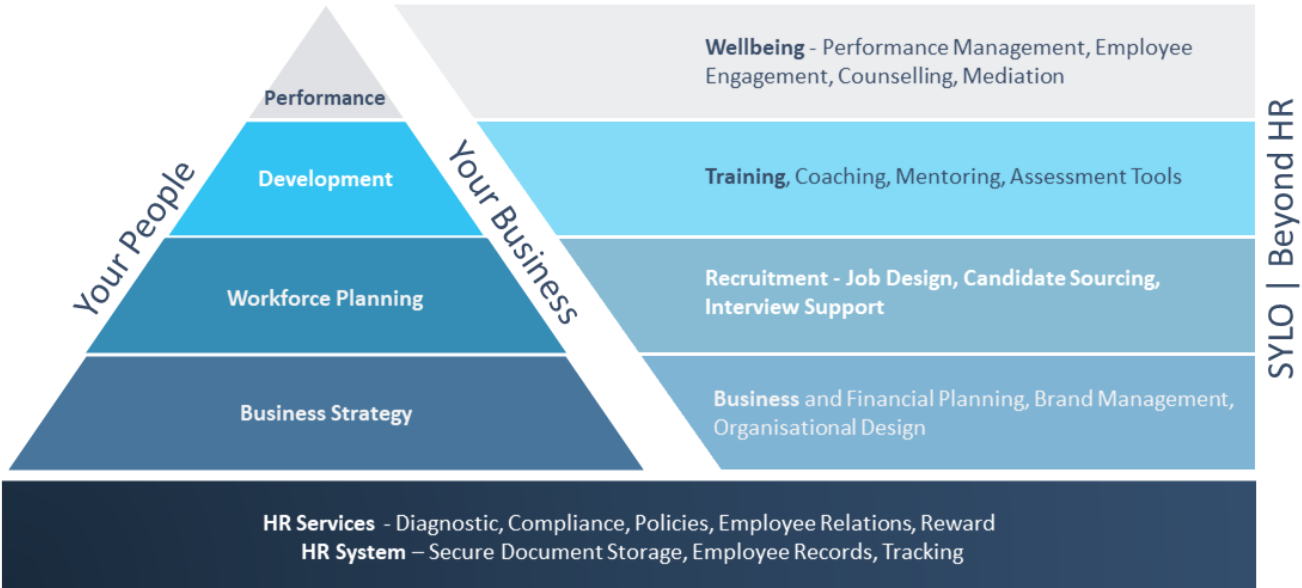 Performance
Development
Workforce Planning
Business Strategy
Your People
Your Business
Wellbeing - Performance Management, Employee
Engagement, Counselling, Mediation
Training, Coaching, Mentoring, Assessment Tools
Recruitment - Job Design, Candidate Sourcing,
Interview Support
Business and Financial Planning, Brand Management,
Organisational Design
SYLO | Beyond HR
HR Services - Diagnostic, Compliance, Policies, Employee Relations, Reward
HR System – Secure Document Storage, Employee Records, Tracking